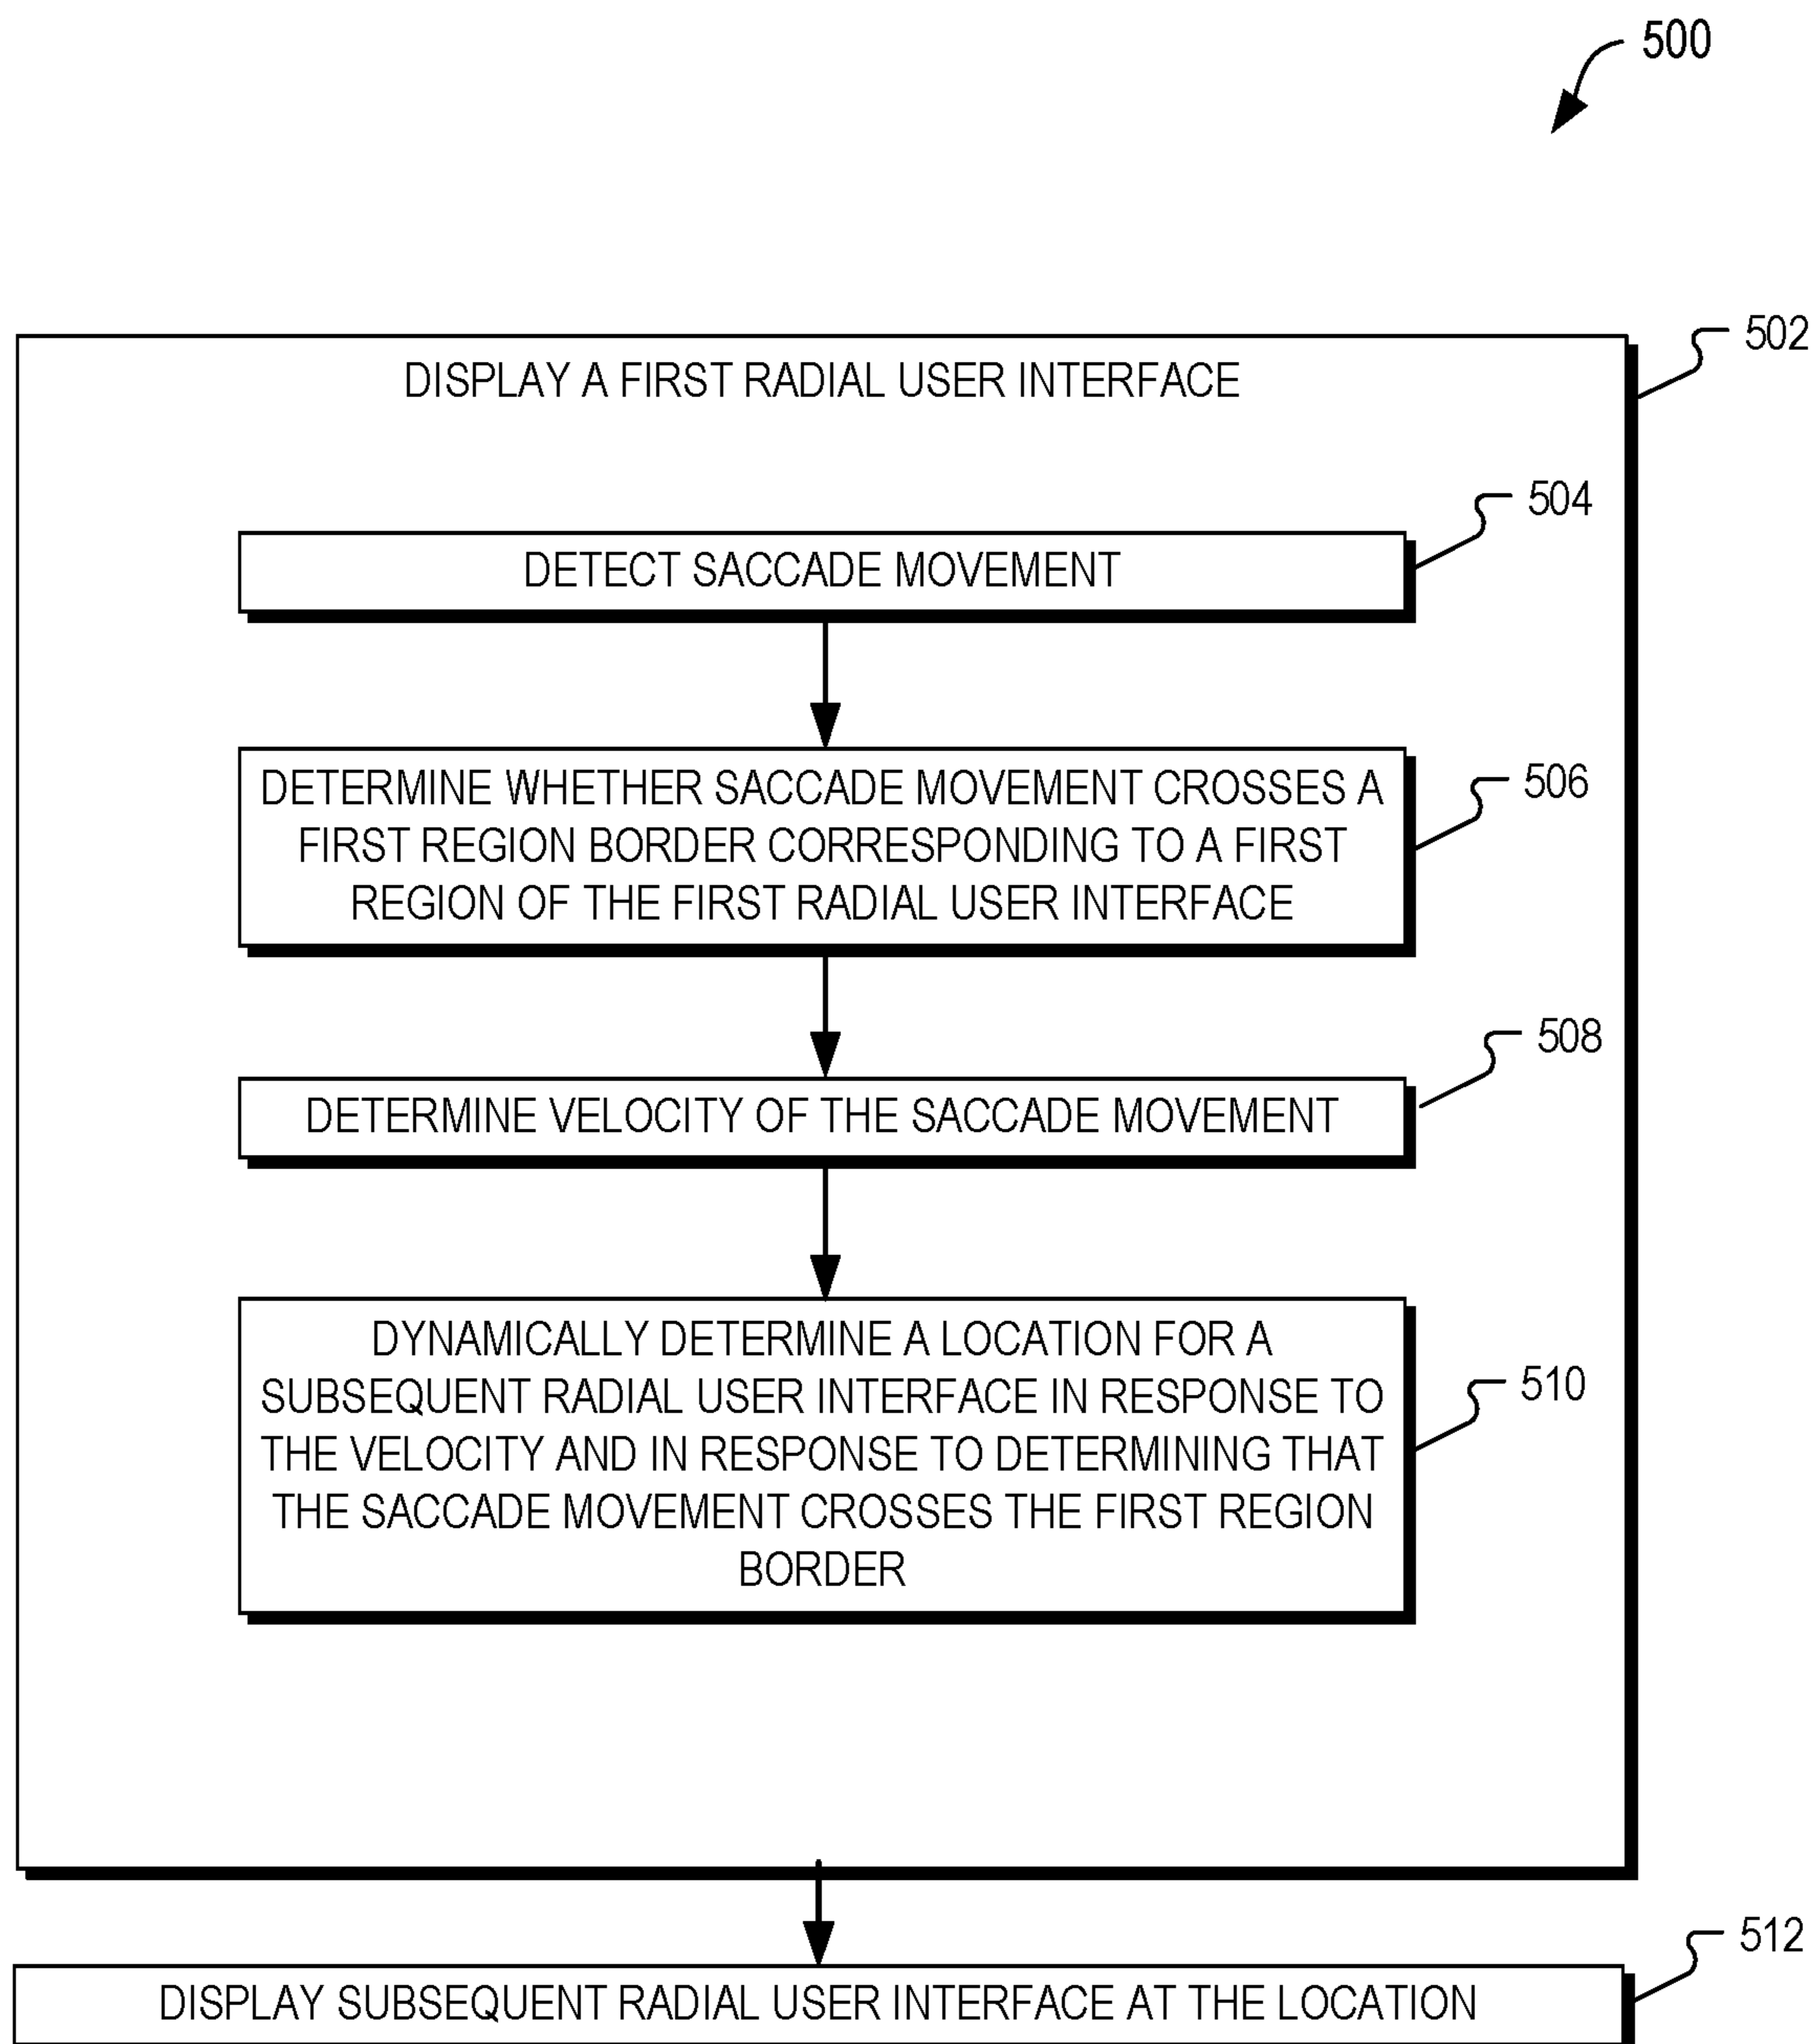 500
502
DISPLAY A FIRST RADIAL USER INTERFACE
504
DETECT SACCADE MOVEMENT
506
DETERMINE WHETHER SACCADE MOVEMENT CROSSES A
FIRST REGION BORDER CORRESPONDING TO A FIRST
REGION OF THE FIRST RADIAL USER INTERFACE
508
DETERMINE VELOCITY OF THE SACCADE MOVEMENT
510
DYNAMICALLY DETERMINE A LOCATION FOR A
SUBSEQUENT RADIAL USER INTERFACE IN RESPONSE TO
THE VELOCITY AND IN RESPONSE TO DETERMINING THAT
THE SACCADE MOVEMENT CROSSES THE FIRST REGION
BORDER
512
DISPLAY SUBSEQUENT RADIAL USER INTERFACE AT THE LOCATION